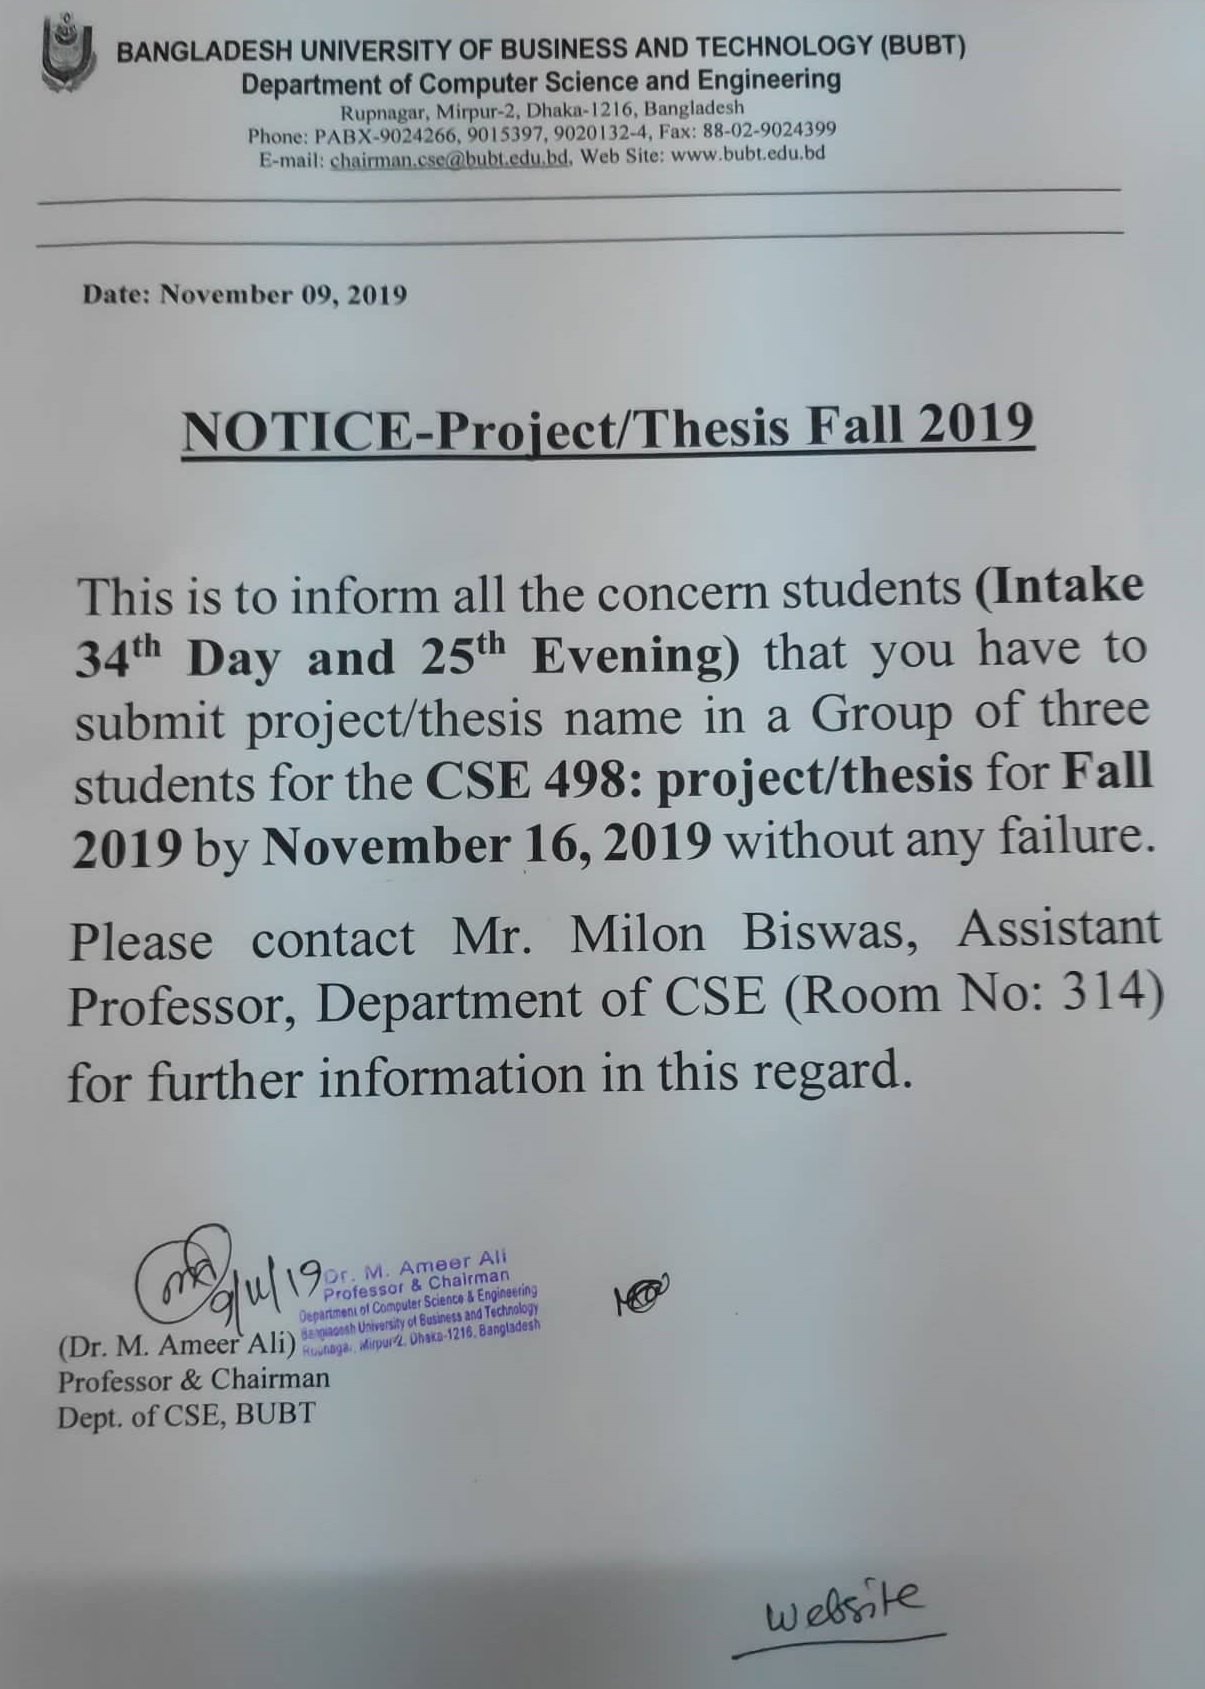 BANGLADESH UNIVERSITY OF BUSINESS AND TECHNOLOGY (BUBT)
Department of Computer Science and Engineering
Rupnagar, Mirpur-2, Dhaka-1216, Bangladesh
Phone: PABX-9024266, 9015397, 9020132-4, Fax: 88-02-9024399
E-mail: chairman.cse@bubt.edu.bd, Web Site: www.bubt.edu.bd
Date: November 09, 2019
NOTICE-Project/Thesis Fall 2019
This is to inform all the concern students (Intake
34th Day and 25th Evening) that you have to
submit project/thesis name in a Group of three
students for the CSE 498: project/thesis for Fall
2019 by November 16, 2019 without any failure.
Please contact Mr. Milon Biswas, Assistant
Professor, Department of CSE (Room No: 314)
for further information in this regard.
9/11/19
Dr. M. Ameer Ali
Professor & Chairman
Department of Computer Science & Engineering
Bangladesh University of Business and Technology
Rupnagar, Mirpur-2, Dhaka-1216, Bangladesh
(Dr. M. Ameer Ali)
Professor & Chairman
Dept. of CSE, BUBT
website